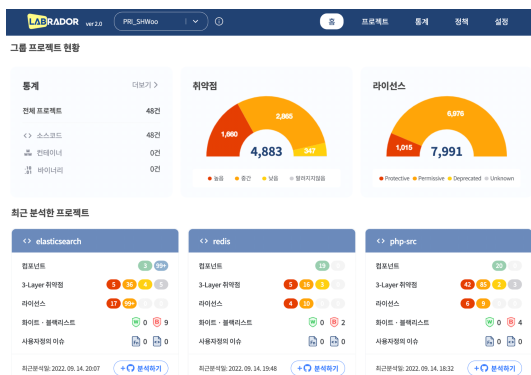 LABRADOR ver 2.0 PRI_SHWoo 홈 프로젝트 통계 정책 설정
그룹 프로젝트 현황
통계 더보기 >
전체 프로젝트 48건
<> 소스코드 48건
컨테이너 0건
바이너리 0건
취약점
2,865
1,660
347
4,883
높음 중간 낮음 알려지지않음
라이선스
6,976
1,015
7,991
Protective Permissive Deprecated Unknown
최근 분석한 프로젝트
<> elasticsearch
컴포넌트 3 99+
3-Layer 취약점 5 36 4 5
라이선스 17 99+
화이트 · 블랙리스트 W 0 B 9
사용자정의 이슈 0 0
최근분석일: 2022. 09. 14. 20:07 + 분석하기
<> redis
컴포넌트 19
3-Layer 취약점 5 16
라이선스 4 10
화이트 · 블랙리스트 W 0 B 2
사용자정의 이슈 0 0
최근분석일: 2022. 09. 14. 19:48 + 분석하기
<> php-src
컴포넌트 20
3-Layer 취약점 42 85 2 3
라이선스 6 9
화이트 · 블랙리스트 W 0 B 4
사용자정의 이슈 0 0
최근분석일: 2022. 09. 14. 18:32 + 분석하기